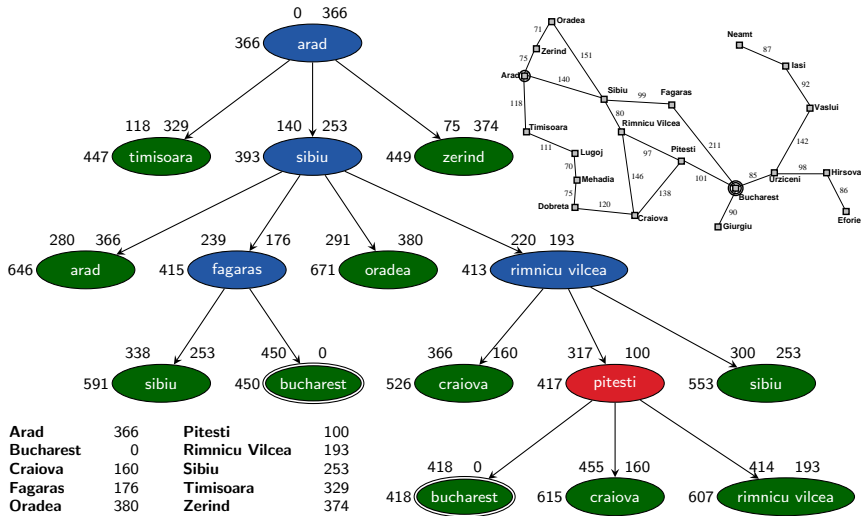 0 366
366 arad
118 329
447 timisoara
140 253
393 sibiu
75 374
449 zerind
280 366
646 arad
239 176
415 fagaras
291 380
671 oradea
220 193
413 rimnicu vilcea
338 253
591 sibiu
450 0
450 bucharest
366 160
526 craiova
317 100
417 pitesti
300 253
553 sibiu
418 0
418 bucharest
455 160
615 craiova
414 193
607 rimnicu vilcea
Oradea
71
Zerind
75
Arad
151
140
118
Sibiu
99
Fagaras
80
Timisoara
Rimnicu Vilcea
111
Lugoj
70
Mehadia
75
Dobreta
120
146
97
Pitesti
138
Craiova
211
101
Bucharest
90
Giurgiu
85
Urziceni
98
Hirsova
86
Eforie
142
Vaslui
92
Iasi
87
Neamt
Arad 366 Pitesti 100
Bucharest 0 Rimnicu Vilcea 193
Craiova 160 Sibiu 253
Fagaras 176 Timisoara 329
Oradea 380 Zerind 374